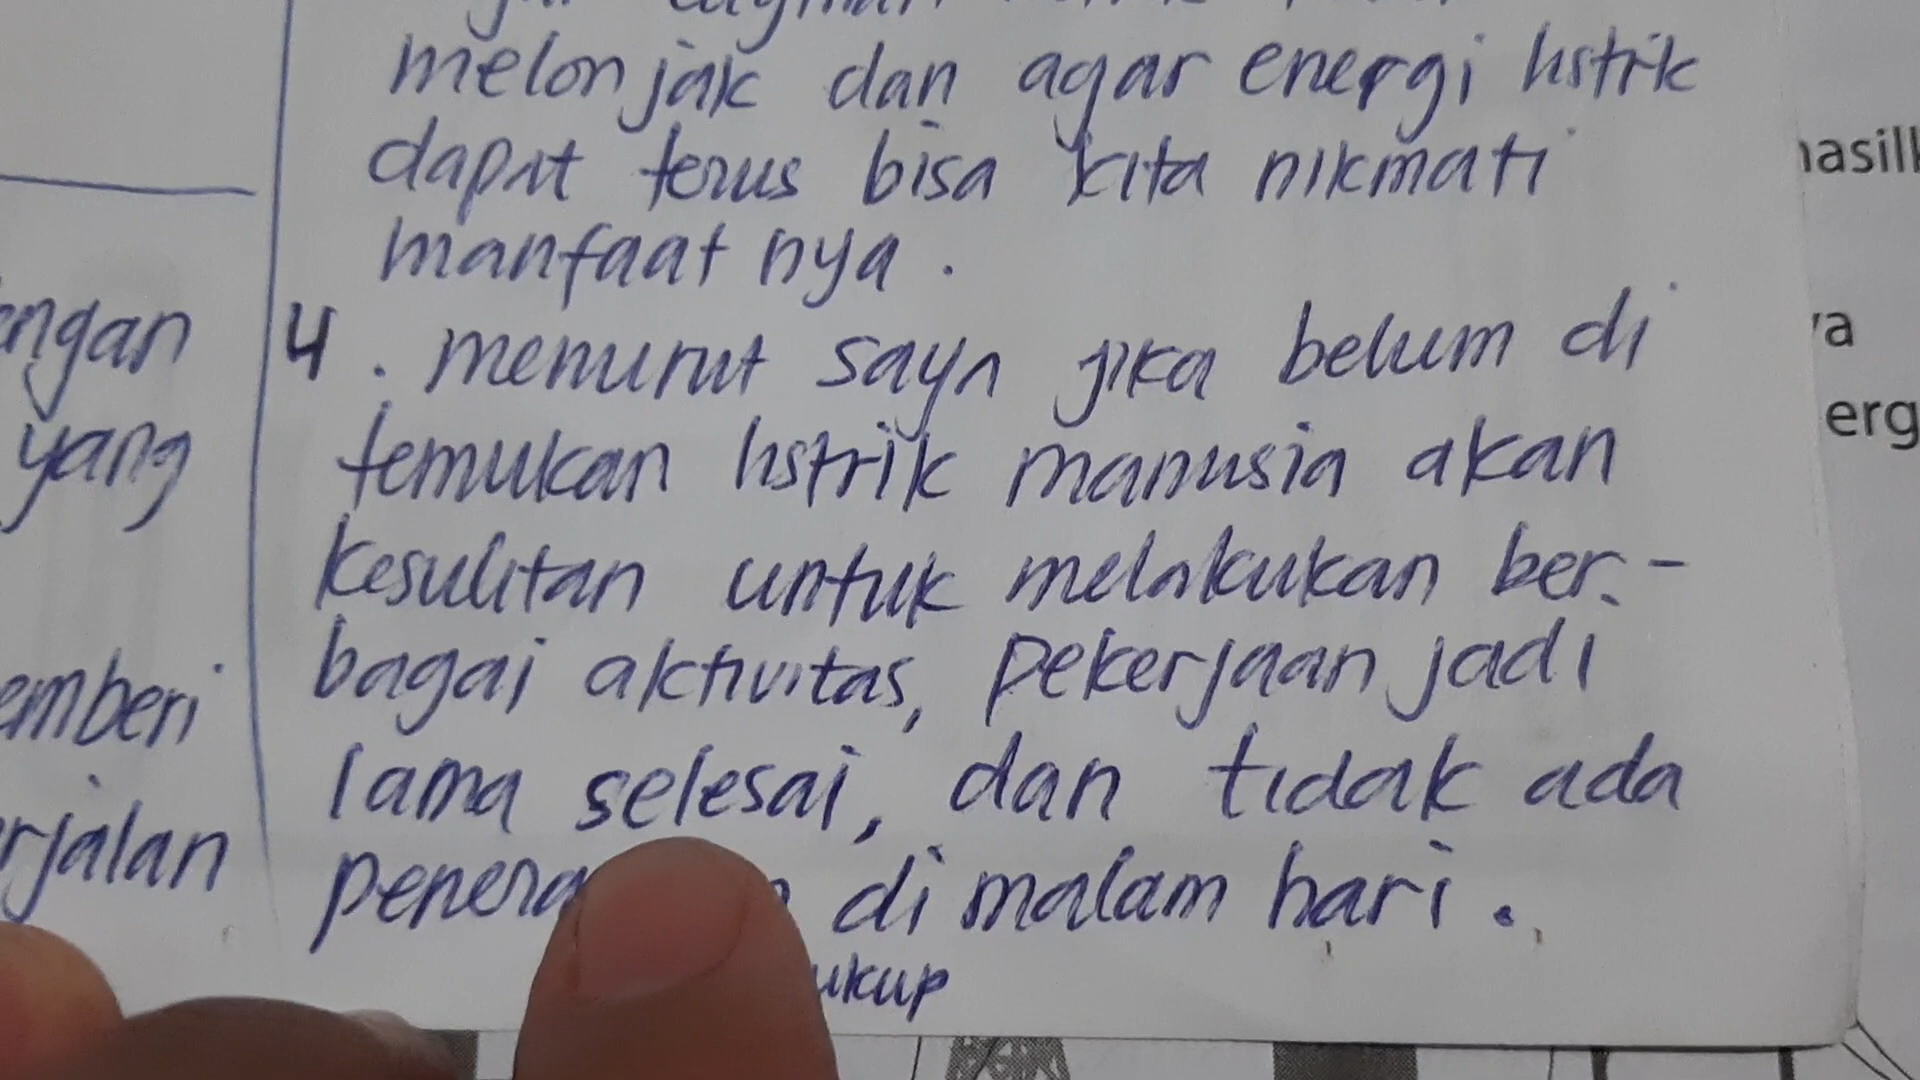 melonjak dan agar energi listrik
dapat terus bisa kita nikmati
manfaat nya.
4. menurut saya jika belum di
temukan listrik manusia akan
kesulitan untuk melakukan ber-
bagai aktivitas, pekerjaan jadi
lama selesai, dan tidak ada
di malam hari.
yang